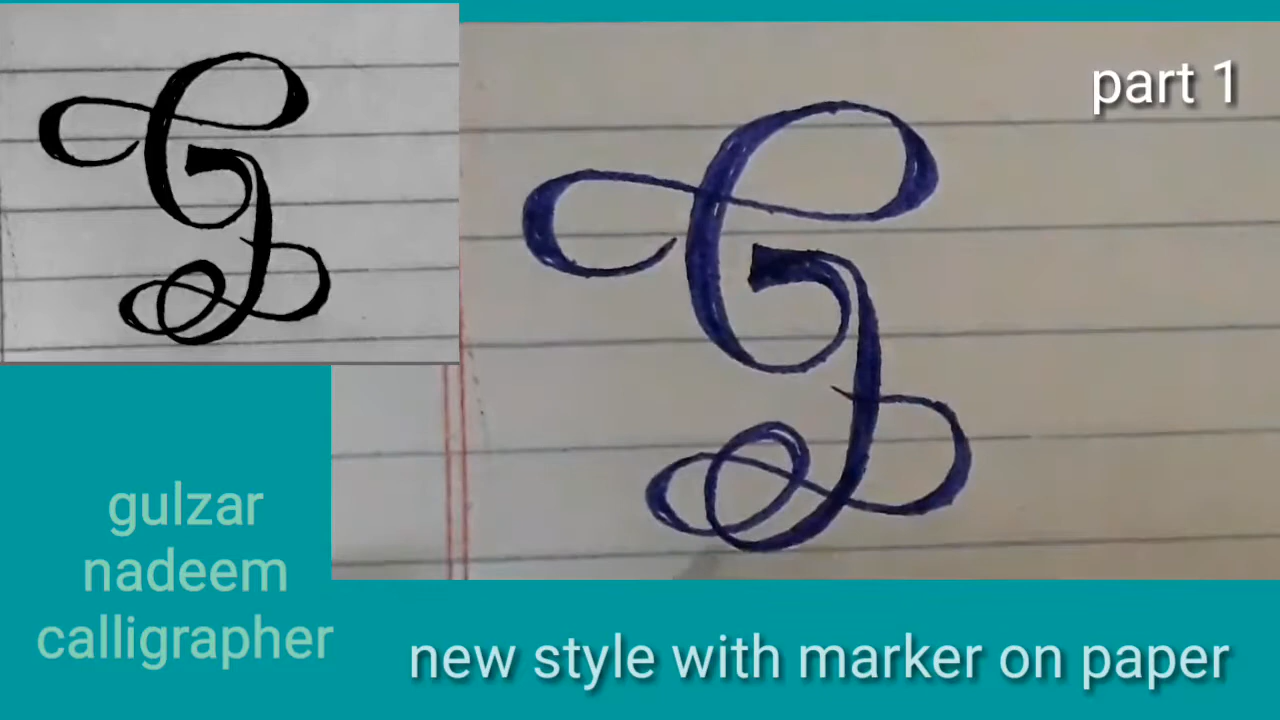 G
part 1
G
gulzar
nadeem
calligrapher
new style with marker on paper